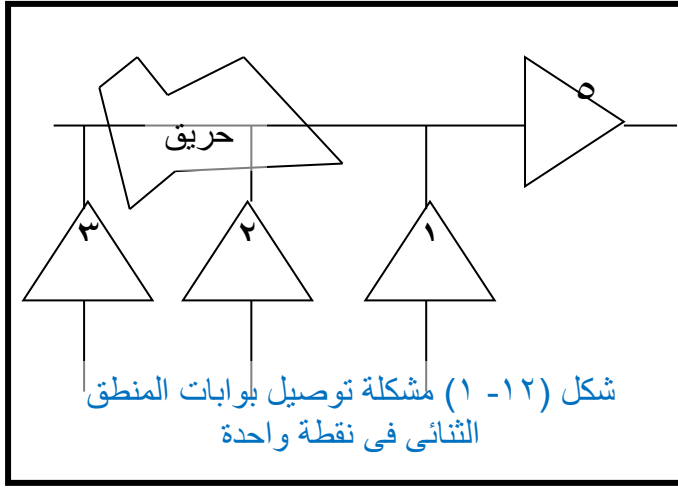 ٥
حريق
٣ ٢ ١
شكل (١٢- ١) مشكلة توصيل بوابات المنطق
الثنائى فى نقطة واحدة